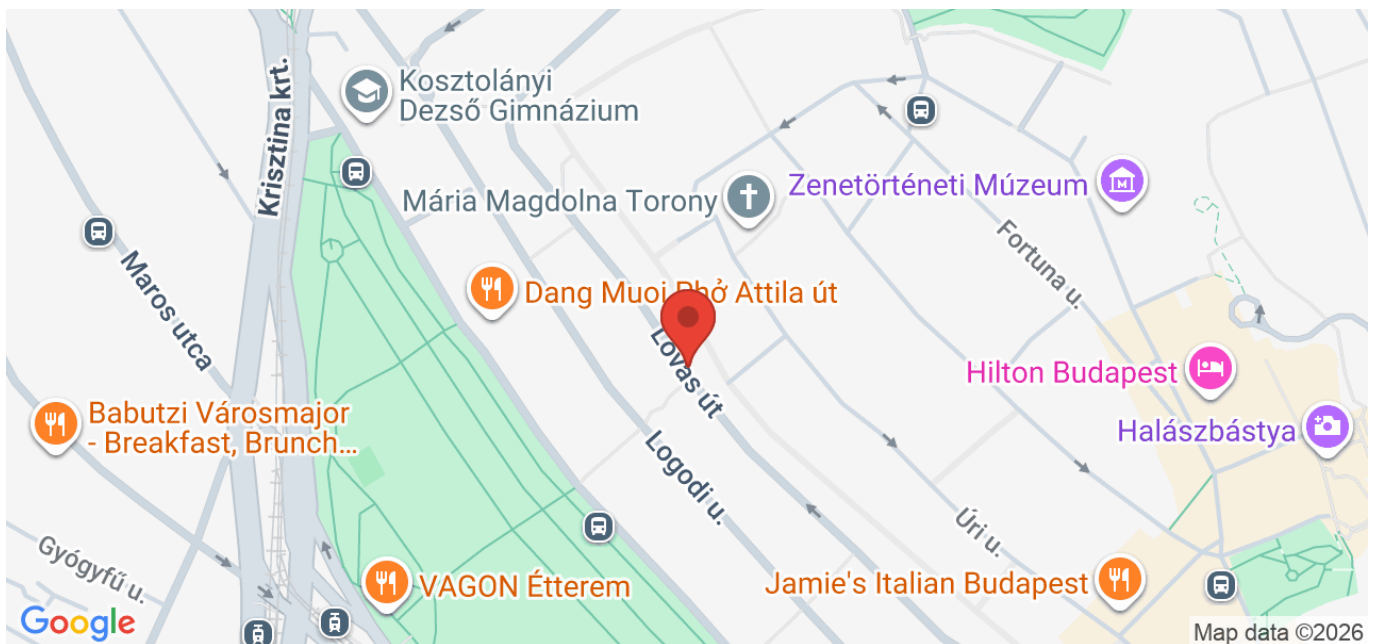 Krisztina krt.
Kosztolányi
Dezső Gimnázium
Mária Magdolna Torony
Zenetörténeti Múzeum
Fortuna u.
Maros utca
Dang Muoi Phở Attila út
Lovas út
Hilton Budapest
Halászbástya
Babutzi Városmajor
- Breakfast, Brunch...
Logodi u.
Úri u.
Gyógyfű u.
VAGON Étterem
Jamie's Italian Budapest
Google
Map data ©2026